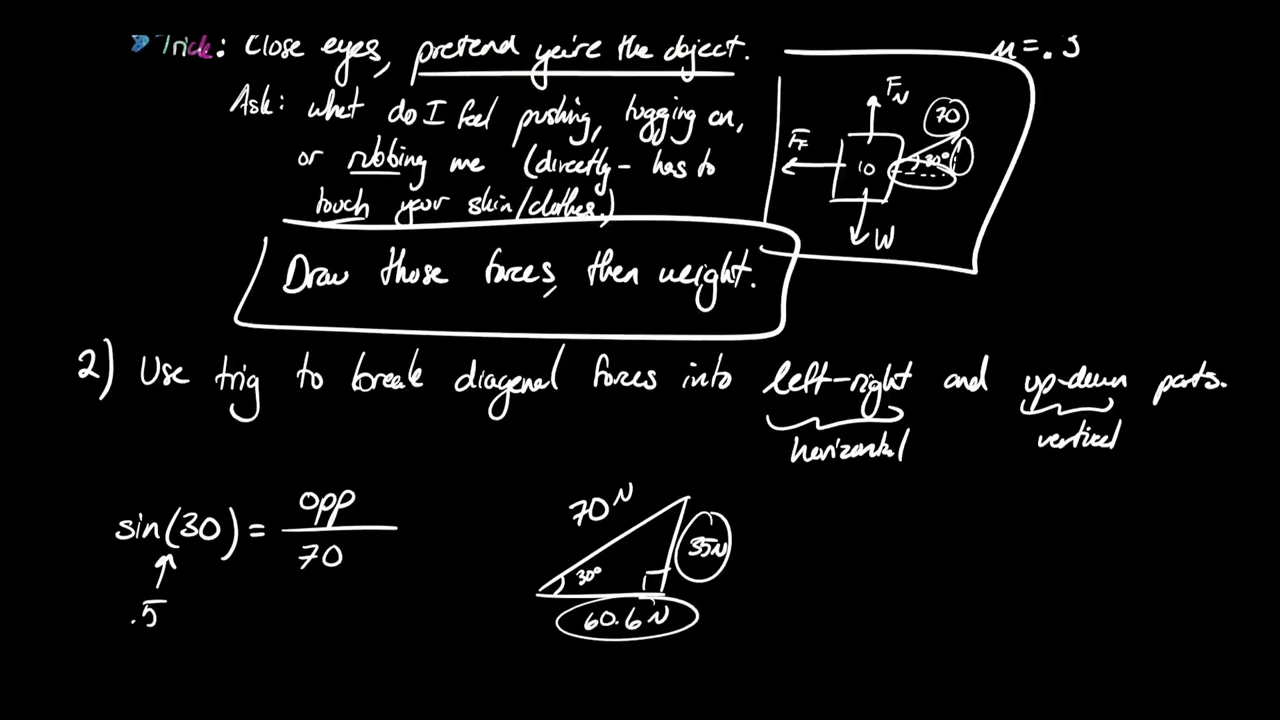 Trick: Close eyes, pretend you're the object.
μ = .5
Ask: what do I feel pushing, tugging on,
or rubbing me (directly - has to
touch your skin/clothes.)
F_N
70
F_F
10
30°
W
Draw those forces, then weight.
2) Use trig to break diagonal forces into left-right and up-down parts.
horizontal
vertical
sin(30) = opp / 70
.5
70 N
30°
35N
60.6 N